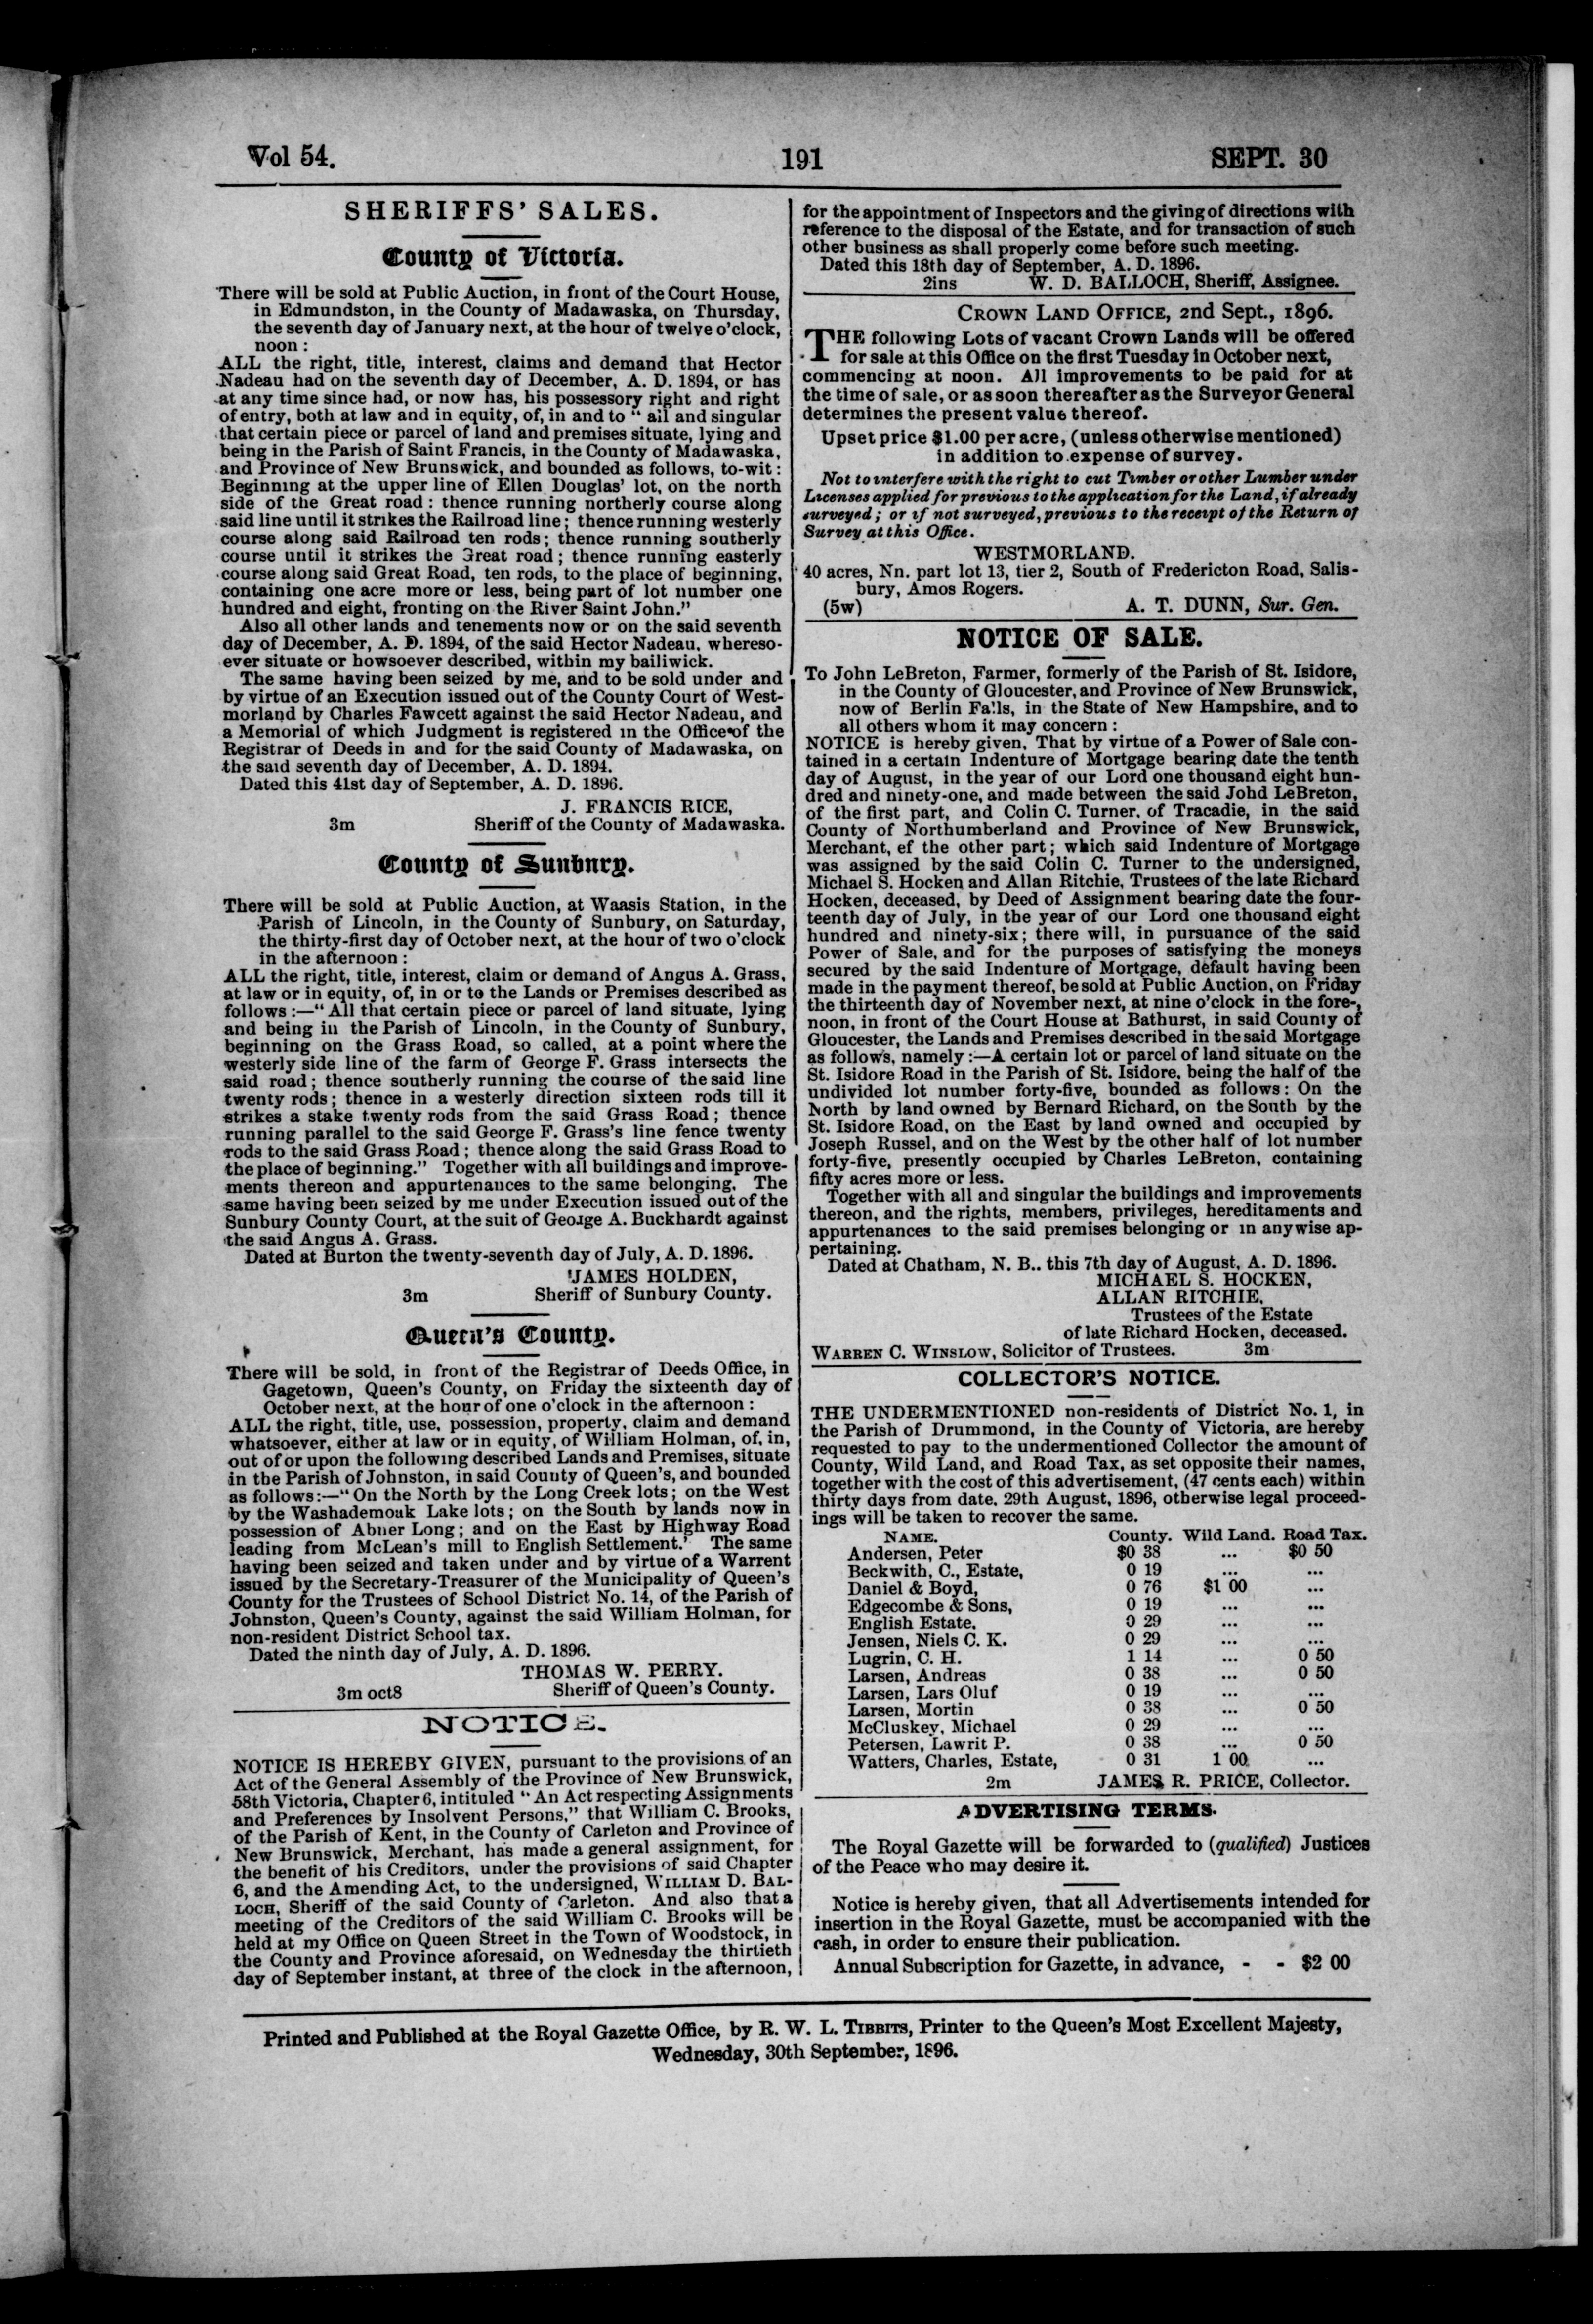 Vol 54.
191
SEPT. 30
SHERIFFS' SALES.
County of Victoria.
There will be sold at Public Auction, in front of the Court House,
in Edmundston, in the County of Madawaska, on Thursday,
the seventh day of January next, at the hour of twelve o'clock,
noon :
ALL the right, title, interest, claims and demand that Hector
Nadeau had on the seventh day of December, A. D. 1894, or has
at any time since had, or now has, his possessory right and right
of entry, both at law and in equity, of, in and to " all and singular
that certain piece or parcel of land and premises situate, lying and
being in the Parish of Saint Francis, in the County of Madawaska,
and Province of New Brunswick, and bounded as follows, to-wit :
Beginning at the upper line of Ellen Douglas' lot, on the north
side of the Great road : thence running northerly course along
said line until it strikes the Railroad line ; thence running westerly
course along said Railroad ten rods ; thence running southerly
course until it strikes the Great road ; thence running easterly
course along said Great Road, ten rods, to the place of beginning,
containing one acre more or less, being part of lot number one
hundred and eight, fronting on the River Saint John."
Also all other lands and tenements now or on the said seventh
day of December, A. D. 1894, of the said Hector Nadeau, whereso-
ever situate or howsoever described, within my bailiwick.
The same having been seized by me, and to be sold under and
by virtue of an Execution issued out of the County Court of West-
morland by Charles Fawcett against the said Hector Nadeau, and
a Memorial of which Judgment is registered in the Office of the
Registrar of Deeds in and for the said County of Madawaska, on
the said seventh day of December, A. D. 1894.
Dated this 41st day of September, A. D. 1896.
J. FRANCIS RICE,
3m Sheriff of the County of Madawaska.
County of Sunbury.
There will be sold at Public Auction, at Waasis Station, in the
Parish of Lincoln, in the County of Sunbury, on Saturday,
the thirty-first day of October next, at the hour of two o'clock
in the afternoon :
ALL the right, title, interest, claim or demand of Angus A. Grass,
at law or in equity, of, in or to the Lands or Premises described as
follows :—" All that certain piece or parcel of land situate, lying
and being in the Parish of Lincoln, in the County of Sunbury,
beginning on the Grass Road, so called, at a point where the
westerly side line of the farm of George F. Grass intersects the
said road ; thence southerly running the course of the said line
twenty rods ; thence in a westerly direction sixteen rods till it
strikes a stake twenty rods from the said Grass Road ; thence
running parallel to the said George F. Grass's line fence twenty
rods to the said Grass Road ; thence along the said Grass Road to
the place of beginning." Together with all buildings and improve-
ments thereon and appurtenances to the same belonging. The
same having been seized by me under Execution issued out of the
Sunbury County Court, at the suit of George A. Buckhardt against
the said Angus A. Grass.
Dated at Burton the twenty-seventh day of July, A. D. 1896.
JAMES HOLDEN,
3m Sheriff of Sunbury County.
Queen's County.
There will be sold, in front of the Registrar of Deeds Office, in
Gagetown, Queen's County, on Friday the sixteenth day of
October next, at the hour of one o'clock in the afternoon :
ALL the right, title, use, possession, property, claim and demand
whatsoever, either at law or in equity, of William Holman, of, in,
out of or upon the following described Lands and Premises, situate
in the Parish of Johnston, in said County of Queen's, and bounded
as follows:—" On the North by the Long Creek lots ; on the West
by the Washademoak Lake lots ; on the South by lands now in
possession of Abner Long ; and on the East by Highway Road
leading from McLean's mill to English Settlement.' The same
having been seized and taken under and by virtue of a Warrent
issued by the Secretary-Treasurer of the Municipality of Queen's
County for the Trustees of School District No. 14, of the Parish of
Johnston, Queen's County, against the said William Holman, for
non-resident District School tax.
Dated the ninth day of July, A. D. 1896.
THOMAS W. PERRY.
3m oct8 Sheriff of Queen's County.
NOTICE.
NOTICE IS HEREBY GIVEN, pursuant to the provisions of an
Act of the General Assembly of the Province of New Brunswick,
58th Victoria, Chapter 6, intituled " An Act respecting Assignments
and Preferences by Insolvent Persons," that William C. Brooks,
of the Parish of Kent, in the County of Carleton and Province of
New Brunswick, Merchant, has made a general assignment, for
the benefit of his Creditors, under the provisions of said Chapter
6, and the Amending Act, to the undersigned, WILLIAM D. BAL-
LOCH, Sheriff of the said County of Carleton. And also that a
meeting of the Creditors of the said William C. Brooks will be
held at my Office on Queen Street in the Town of Woodstock, in
the County and Province aforesaid, on Wednesday the thirtieth
day of September instant, at three of the clock in the afternoon,
for the appointment of Inspectors and the giving of directions with
reference to the disposal of the Estate, and for transaction of such
other business as shall properly come before such meeting.
Dated this 18th day of September, A. D. 1896.
2ins W. D. BALLOCH, Sheriff, Assignee.
CROWN LAND OFFICE, 2nd Sept., 1896.
THE following Lots of vacant Crown Lands will be offered
for sale at this Office on the first Tuesday in October next,
commencing at noon. All improvements to be paid for at
the time of sale, or as soon thereafter as the Surveyor General
determines the present value thereof.
Upset price $1.00 per acre, (unless otherwise mentioned)
in addition to expense of survey.
Not to interfere with the right to cut Timber or other Lumber under
Licenses applied for previous to the application for the Land, if already
surveyed ; or if not surveyed, previous to the receipt of the Return of
Survey at this Office.
WESTMORLAND.
40 acres, Nn. part lot 13, tier 2, South of Fredericton Road, Salis-
bury, Amos Rogers.
(5w) A. T. DUNN, Sur. Gen.
NOTICE OF SALE.
To John LeBreton, Farmer, formerly of the Parish of St. Isidore,
in the County of Gloucester, and Province of New Brunswick,
now of Berlin Falls, in the State of New Hampshire, and to
all others whom it may concern :
NOTICE is hereby given, That by virtue of a Power of Sale con-
tained in a certain Indenture of Mortgage bearing date the tenth
day of August, in the year of our Lord one thousand eight hun-
dred and ninety-one, and made between the said Johd LeBreton,
of the first part, and Colin C. Turner, of Tracadie, in the said
County of Northumberland and Province of New Brunswick,
Merchant, ef the other part ; which said Indenture of Mortgage
was assigned by the said Colin C. Turner to the undersigned,
Michael S. Hocken and Allan Ritchie, Trustees of the late Richard
Hocken, deceased, by Deed of Assignment bearing date the four-
teenth day of July, in the year of our Lord one thousand eight
hundred and ninety-six ; there will, in pursuance of the said
Power of Sale, and for the purposes of satisfying the moneys
secured by the said Indenture of Mortgage, default having been
made in the payment thereof, be sold at Public Auction, on Friday
the thirteenth day of November next, at nine o'clock in the fore-
noon, in front of the Court House at Bathurst, in said County of
Gloucester, the Lands and Premises described in the said Mortgage
as follows, namely :—A certain lot or parcel of land situate on the
St. Isidore Road in the Parish of St. Isidore, being the half of the
undivided lot number forty-five, bounded as follows : On the
North by land owned by Bernard Richard, on the South by the
St. Isidore Road, on the East by land owned and occupied by
Joseph Russel, and on the West by the other half of lot number
forty-five, presently occupied by Charles LeBreton, containing
fifty acres more or less.
Together with all and singular the buildings and improvements
thereon, and the rights, members, privileges, hereditaments and
appurtenances to the said premises belonging or in anywise ap-
pertaining.
Dated at Chatham, N. B.. this 7th day of August, A. D. 1896.
MICHAEL S. HOCKEN,
ALLAN RITCHIE,
Trustees of the Estate
of late Richard Hocken, deceased.
WARREN C. WINSLOW, Solicitor of Trustees. 3m
COLLECTOR'S NOTICE.
THE UNDERMENTIONED non-residents of District No. 1, in
the Parish of Drummond, in the County of Victoria, are hereby
requested to pay to the undermentioned Collector the amount of
County, Wild Land, and Road Tax, as set opposite their names,
together with the cost of this advertisement, (47 cents each) within
thirty days from date, 29th August, 1896, otherwise legal proceed-
ings will be taken to recover the same.
NAME. County. Wild Land. Road Tax.
Andersen, Peter $0 38 ... $0 50
Beckwith, C., Estate, 0 19 ... ...
Daniel & Boyd, 0 76 $1 00 ...
Edgecombe & Sons, 0 19 ... ...
English Estate. 0 29 ... ...
Jensen, Niels C. K. 0 29 ... ...
Lugrin, C. H. 1 14 ... 0 50
Larsen, Andreas 0 38 ... 0 50
Larsen, Lars Oluf 0 19 ... ...
Larsen, Mortin 0 38 ... 0 50
McCluskey, Michael 0 29 ... ...
Petersen, Lawrit P. 0 38 ... 0 50
Watters, Charles, Estate, 0 31 1 00 ...
2m JAMES R. PRICE, Collector.
ADVERTISING TERMS.
The Royal Gazette will be forwarded to (qualified) Justices
of the Peace who may desire it.
Notice is hereby given, that all Advertisements intended for
insertion in the Royal Gazette, must be accompanied with the
cash, in order to ensure their publication.
Annual Subscription for Gazette, in advance, - - $2 00
Printed and Published at the Royal Gazette Office, by R. W. L. TIBBITS, Printer to the Queen's Most Excellent Majesty,
Wednesday, 30th September, 1896.